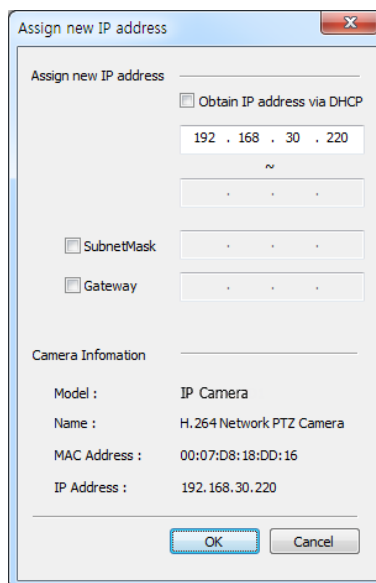 Assign new IP address
Assign new IP address
Obtain IP address via DHCP
192 . 168 . 30 . 220
~
. . .
SubnetMask . . .
Gateway . . .
Camera Infomation
Model : IP Camera
Name : H.264 Network PTZ Camera
MAC Address : 00:07:D8:18:DD:16
IP Address : 192.168.30.220
OK Cancel